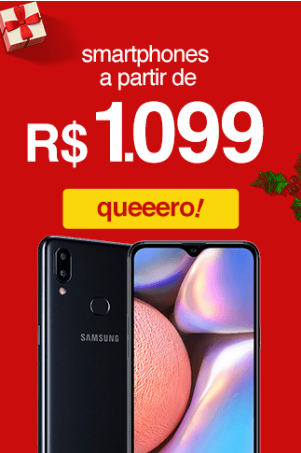 smartphones
a partir de
R$ 1.099
queeero!
SAMSUNG